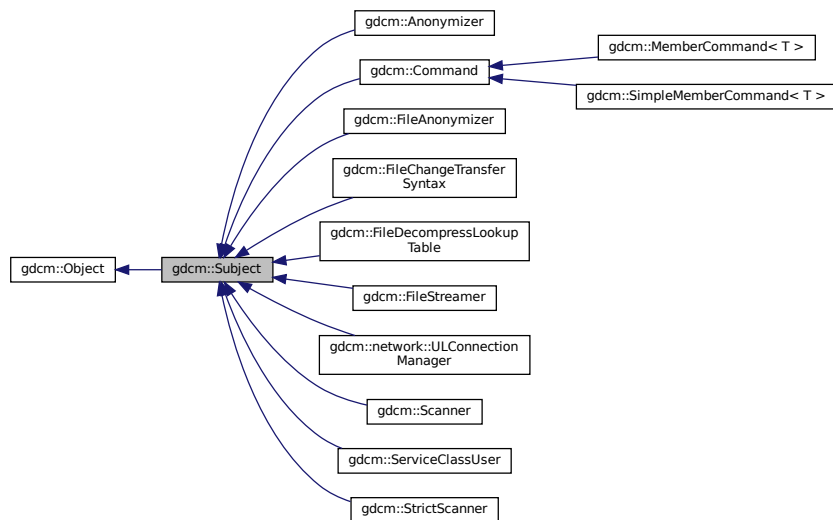 gdcm::Anonymizer
gdcm::MemberCommand< T >
gdcm::Command
gdcm::SimpleMemberCommand< T >
gdcm::FileAnonymizer
gdcm::FileChangeTransfer
Syntax
gdcm::FileDecompressLookup
Table
gdcm::Object
gdcm::Subject
gdcm::FileStreamer
gdcm::network::ULConnection
Manager
gdcm::Scanner
gdcm::ServiceClassUser
gdcm::StrictScanner